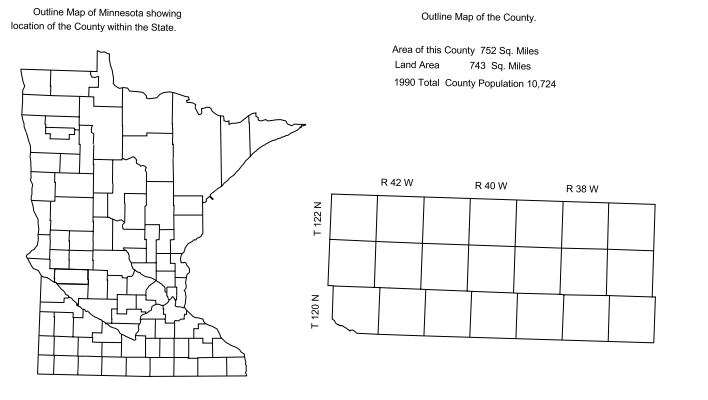 Outline Map of Minnesota showing
location of the County within the State.
Outline Map of the County.
Area of this County 752 Sq. Miles
Land Area 743 Sq. Miles
1990 Total County Population 10,724
R 42 W R 40 W R 38 W
T 122 N
T 120 N